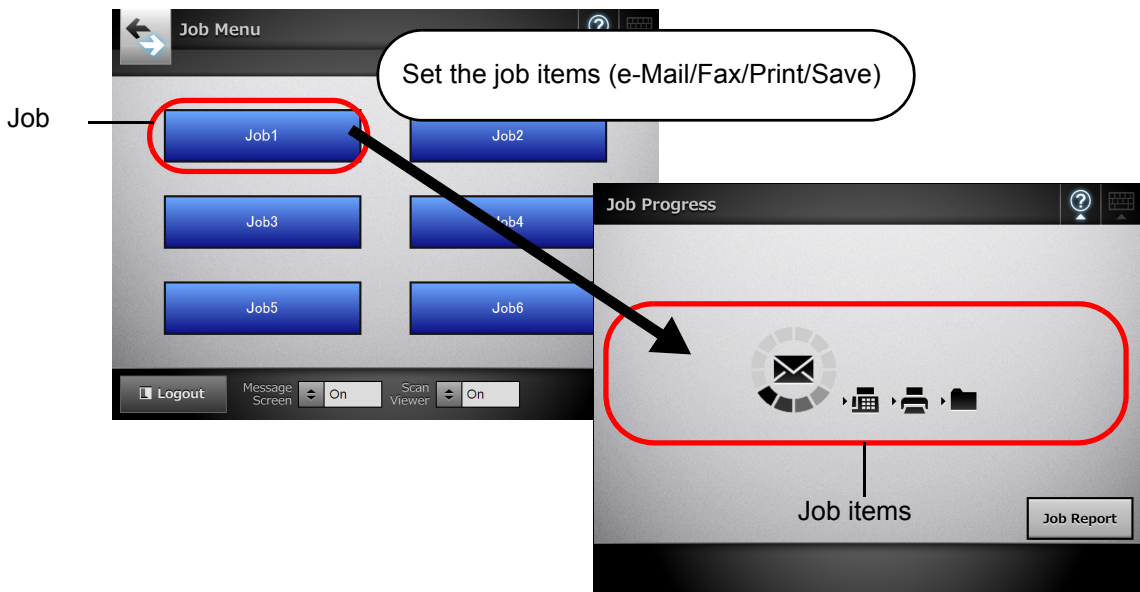 Job Menu
Set the job items (e-Mail/Fax/Print/Save)
Job
Job1
Job2
Job3
Job4
Job5
Job6
Logout
Message Screen
On
Scan Viewer
On
Job Progress
Job items
Job Report